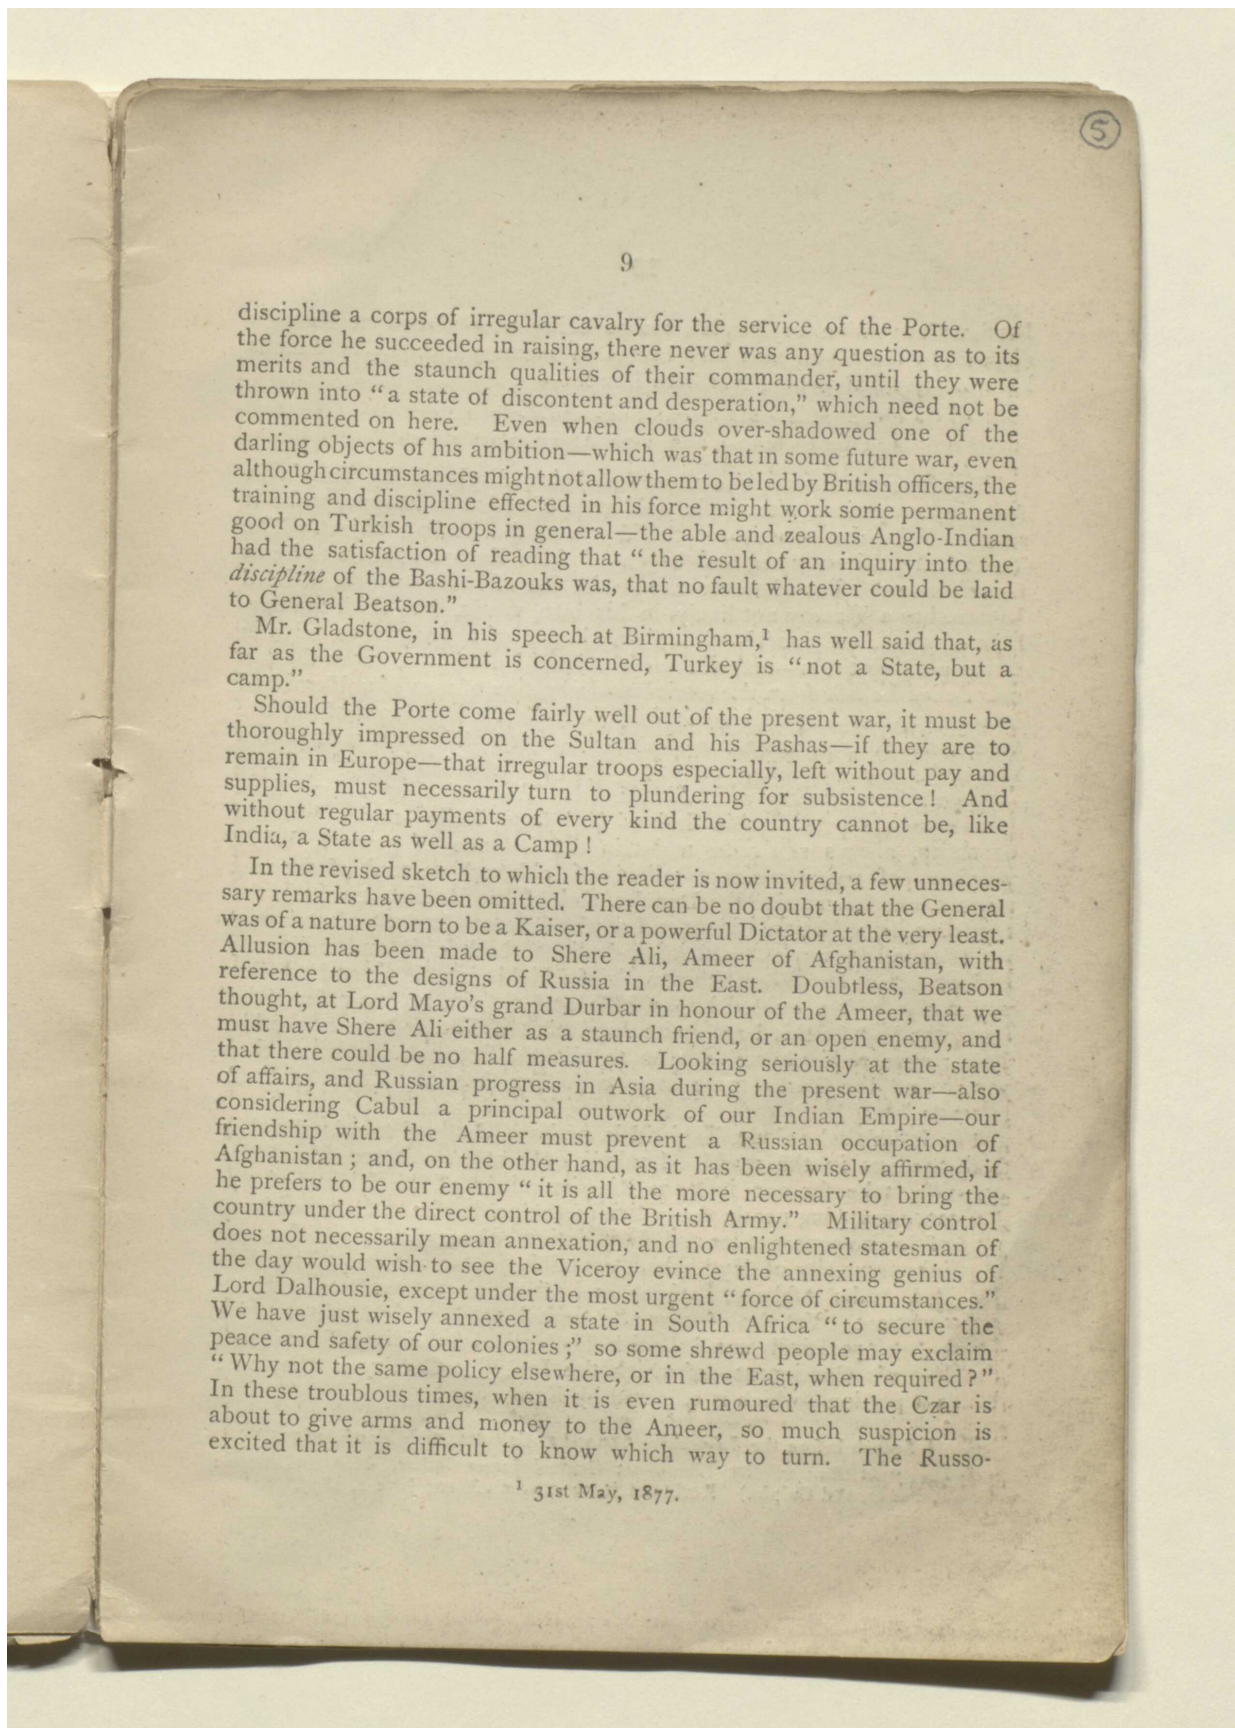 5
9
discipline a corps of irregular cavalry for the service of the Porte. Of
the force he succeeded in raising, there never was any question as to its
merits and the staunch qualities of their commander, until they were
thrown into “a state of discontent and desperation,” which need not be
commented on here. Even when clouds over-shadowed one of the
darling objects of his ambition—which was that in some future war, even
although circumstances might not allow them to be led by British officers, the
training and discipline effected in his force might work some permanent
good on Turkish troops in general—the able and zealous Anglo-Indian
had the satisfaction of reading that “ the result of an inquiry into the
discipline of the Bashi-Bazouks was, that no fault whatever could be laid
to General Beatson.”
Mr. Gladstone, in his speech at Birmingham,¹ has well said that, as
far as the Government is concerned, Turkey is “not a State, but a
camp.”
Should the Porte come fairly well out of the present war, it must be
thoroughly impressed on the Sultan and his Pashas—if they are to
remain in Europe—that irregular troops especially, left without pay and
supplies, must necessarily turn to plundering for subsistence! And
without regular payments of every kind the country cannot be, like
India, a State as well as a Camp !
In the revised sketch to which the reader is now invited, a few unneces-
sary remarks have been omitted. There can be no doubt that the General
was of a nature born to be a Kaiser, or a powerful Dictator at the very least.
Allusion has been made to Shere Ali, Ameer of Afghanistan, with
reference to the designs of Russia in the East. Doubtless, Beatson
thought, at Lord Mayo’s grand Durbar in honour of the Ameer, that we
must have Shere Ali either as a staunch friend, or an open enemy, and
that there could be no half measures. Looking seriously at the state
of affairs, and Russian progress in Asia during the present war—also
considering Cabul a principal outwork of our Indian Empire—our
friendship with the Ameer must prevent a Russian occupation of
Afghanistan ; and, on the other hand, as it has been wisely affirmed, if
he prefers to be our enemy “ it is all the more necessary to bring the
country under the direct control of the British Army.” Military control
does not necessarily mean annexation, and no enlightened statesman of
the day would wish to see the Viceroy evince the annexing genius of
Lord Dalhousie, except under the most urgent “ force of circumstances.”
We have just wisely annexed a state in South Africa “to secure the
peace and safety of our colonies ;” so some shrewd people may exclaim
“ Why not the same policy elsewhere, or in the East, when required ? ”
In these troublous times, when it is even rumoured that the Czar is
about to give arms and money to the Ameer, so much suspicion is
excited that it is difficult to know which way to turn. The Russo-
¹ 31st May, 1877.